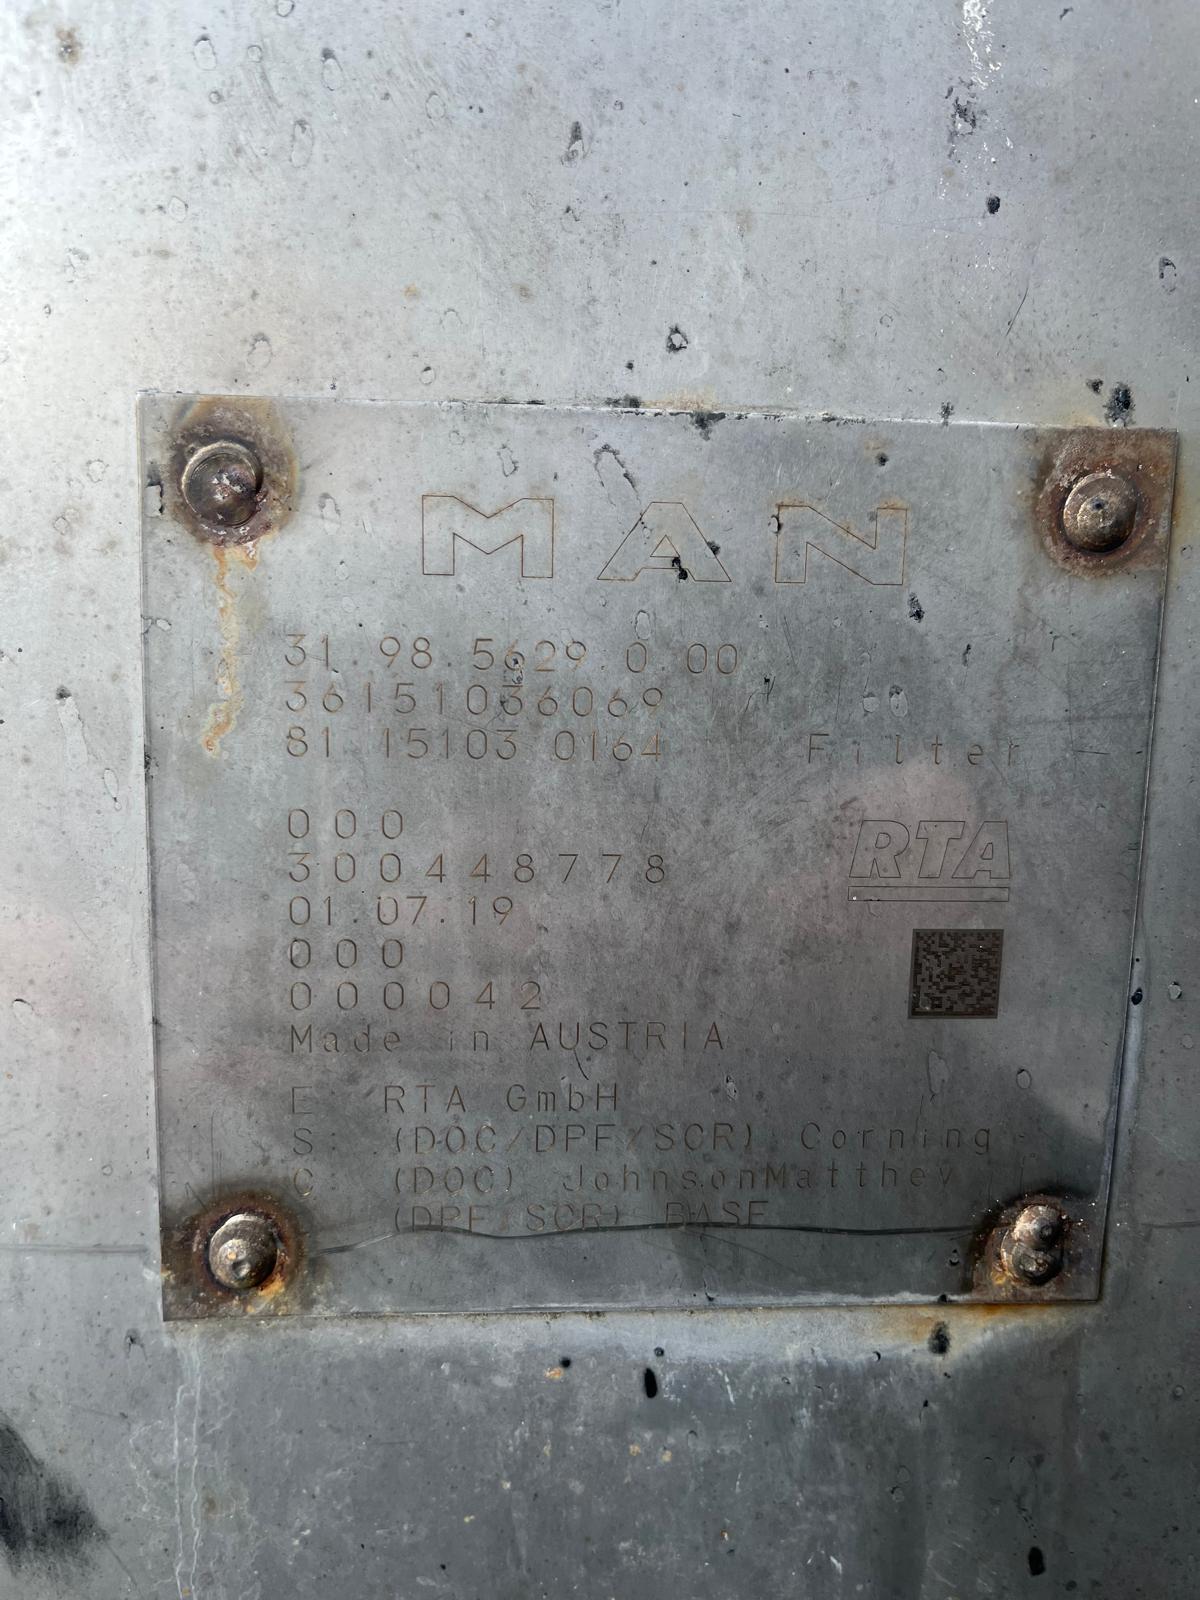 MAN
31.98.5629.0.00
36151036069
81.15103.0164 Filter
000
300448778
RTA
01.07.19
000
000042
Made in AUSTRIA
E: RTA GmbH
S: (DOC/DPF/SCR) Corning
C: (DOC) JohnsonMatthey
(DPF/SCR) BASF